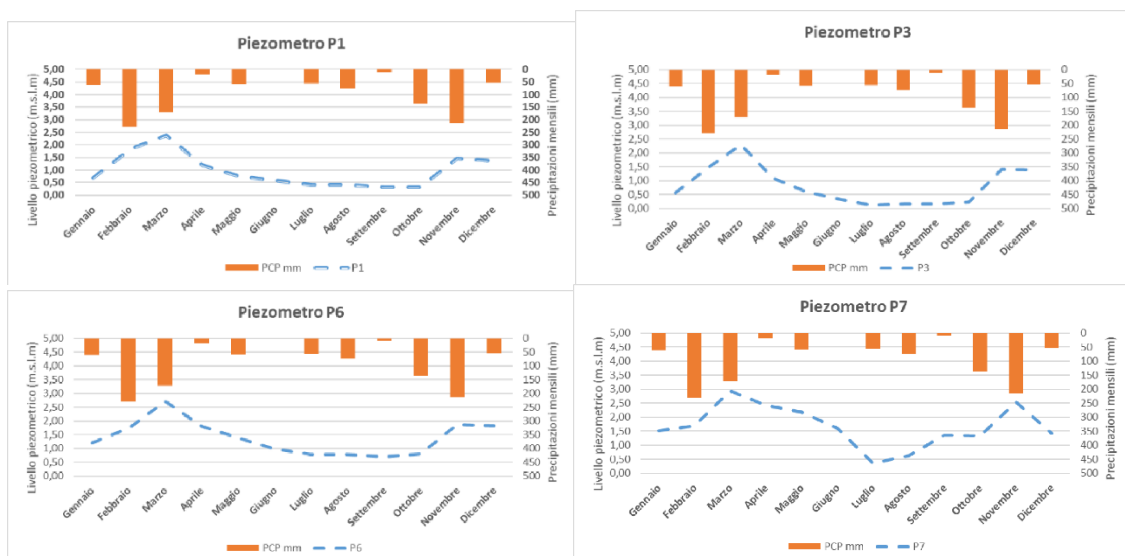 Piezometro P1
Livello piezometrico (m.s.l.m)
5,00
4,50
4,00
3,50
3,00
2,50
2,00
1,50
1,00
0,50
0,00
0
50
100
150
200
250
300
350
400
450
500
Precipitazioni mensili (mm)
Gennaio
Febbraio
Marzo
Aprile
Maggio
Giugno
Luglio
Agosto
Settembre
Ottobre
Novembre
Dicembre
PCP mm P1
Piezometro P3
Livello piezometrico (m.s.l.m)
5,00
4,50
4,00
3,50
3,00
2,50
2,00
1,50
1,00
0,50
0,00
0
50
100
150
200
250
300
350
400
450
500
Precipitazioni mensili (mm)
Gennaio
Febbraio
Marzo
Aprile
Maggio
Giugno
Luglio
Agosto
Settembre
Ottobre
Novembre
Dicembre
PCP mm P3
Piezometro P6
Livello piezometrico (m.s.l.m)
5,00
4,50
4,00
3,50
3,00
2,50
2,00
1,50
1,00
0,50
0,00
0
50
100
150
200
250
300
350
400
450
500
Precipitazioni mensili (mm)
Gennaio
Febbraio
Marzo
Aprile
Maggio
Giugno
Luglio
Agosto
Settembre
Ottobre
Novembre
Dicembre
PCP mm P6
Piezometro P7
Livello piezometrico (m.s.l.m)
5,00
4,50
4,00
3,50
3,00
2,50
2,00
1,50
1,00
0,50
0,00
0
50
100
150
200
250
300
350
400
450
500
Precipitazioni mensili (mm)
Gennaio
Febbraio
Marzo
Aprile
Maggio
Giugno
Luglio
Agosto
Settembre
Ottobre
Novembre
Dicembre
PCP mm P7